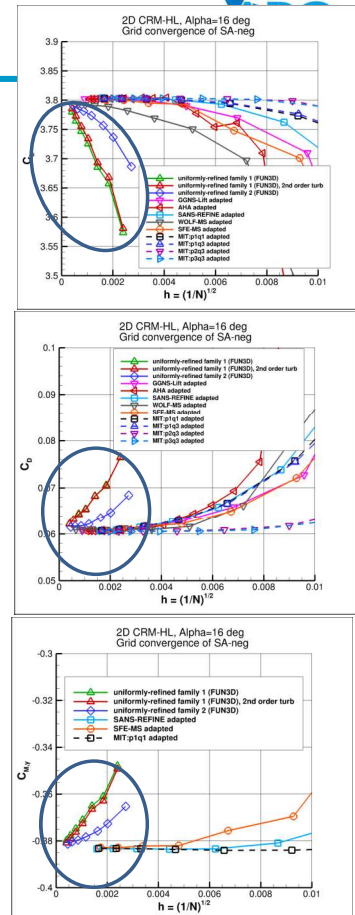 2D CRM-HL, Alpha=16 deg
Grid convergence of SA-neg
3.9
3.85
3.8
3.75
3.7
3.65
3.6
3.55
3.5
uniformly-refined family 1 (FUN3D)
uniformly-refined family 1 (FUN3D), 2nd order turb
uniformly-refined family 2 (FUN3D)
GGNS-Lift adapted
AHA adapted
SANS-REFINE adapted
WOLF-MS adapted
SFE-MS adapted
MIT:p1q1 adapted
MIT:p1q3 adapted
MIT:p2q3 adapted
MIT:p3q3 adapted
0 0.002 0.004 0.006 0.008 0.01
h = (1/N)^1/2
2D CRM-HL, Alpha=16 deg
Grid convergence of SA-neg
0.1
0.09
0.08
0.07
0.06
0.05
C_D
uniformly-refined family 1 (FUN3D)
uniformly-refined family 1 (FUN3D), 2nd order turb
uniformly-refined family 2 (FUN3D)
GGNS-Lift adapted
AHA adapted
SANS-REFINE adapted
WOLF-MS adapted
SFE-MS adapted
MIT:p1q1 adapted
MIT:p1q3 adapted
MIT:p2q3 adapted
MIT:p3q3 adapted
0 0.002 0.004 0.006 0.008 0.01
h = (1/N)^1/2
2D CRM-HL, Alpha=16 deg
Grid convergence of SA-neg
-0.3
-0.32
-0.34
-0.36
-0.38
-0.4
C_M,y
uniformly-refined family 1 (FUN3D)
uniformly-refined family 1 (FUN3D), 2nd order turb
uniformly-refined family 2 (FUN3D)
SANS-REFINE adapted
SFE-MS adapted
MIT:p1q1 adapted
0 0.002 0.004 0.006 0.008 0.01
h = (1/N)^1/2